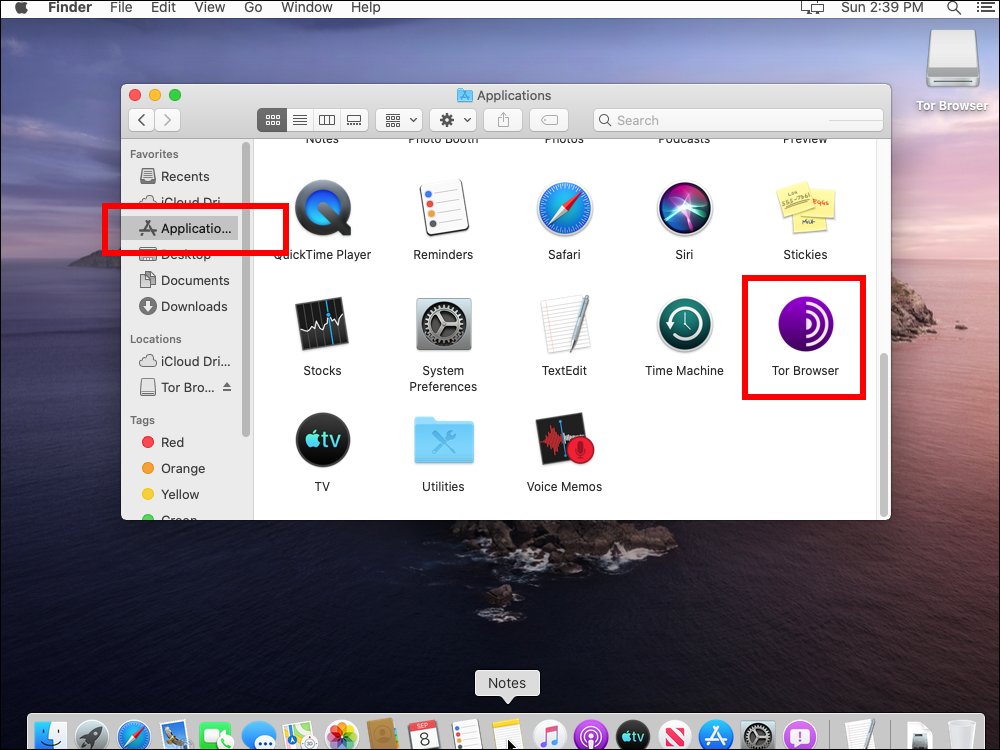 Finder File Edit View Go Window Help Sun 2:39 PM
Tor Browser
Applications
Search
Favorites
Recents
iCloud Dri...
Applicatio...
Desktop
Documents
Downloads
Locations
iCloud Dri...
Tor Bro...
Tags
Red
Orange
Yellow
Green
Notes Photo Booth Photos Podcasts Preview
QuickTime Player Reminders Safari Siri Stickies
Stocks System Preferences TextEdit Time Machine Tor Browser
tv
TV Utilities Voice Memos
Notes
SEP
8
tv